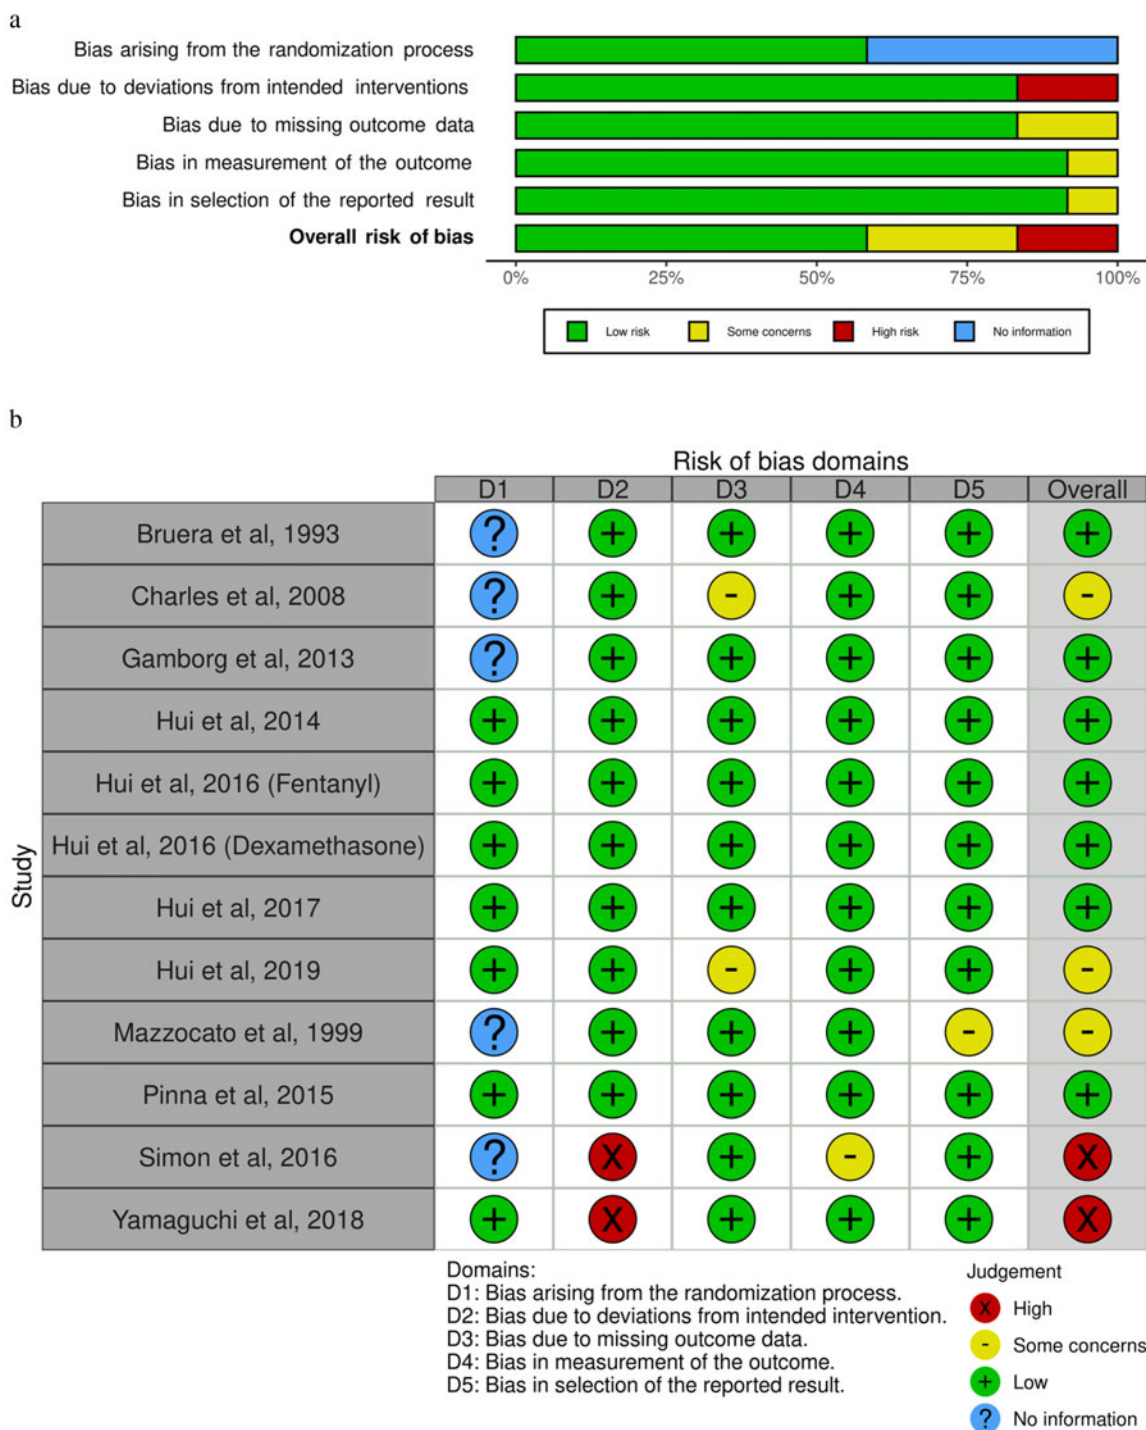 a
Bias arising from the randomization process
Bias due to deviations from intended interventions
Bias due to missing outcome data
Bias in measurement of the outcome
Bias in selection of the reported result
Overall risk of bias
0% 25% 50% 75% 100%
Low risk Some concerns High risk No information
b
Risk of bias domains
D1 D2 D3 D4 D5 Overall
Study
Bruera et al, 1993 ? + + + + +
Charles et al, 2008 ? + - + + -
Gamborg et al, 2013 ? + + + + +
Hui et al, 2014 + + + + + +
Hui et al, 2016 (Fentanyl) + + + + + +
Hui et al, 2016 (Dexamethasone) + + + + + +
Hui et al, 2017 + + + + + +
Hui et al, 2019 + + - + + -
Mazzocato et al, 1999 ? + + + - -
Pinna et al, 2015 + + + + + +
Simon et al, 2016 ? X + - + X
Yamaguchi et al, 2018 + X + + + X
Domains:
D1: Bias arising from the randomization process.
D2: Bias due to deviations from intended intervention.
D3: Bias due to missing outcome data.
D4: Bias in measurement of the outcome.
D5: Bias in selection of the reported result.
Judgement
X High
- Some concerns
+ Low
? No information